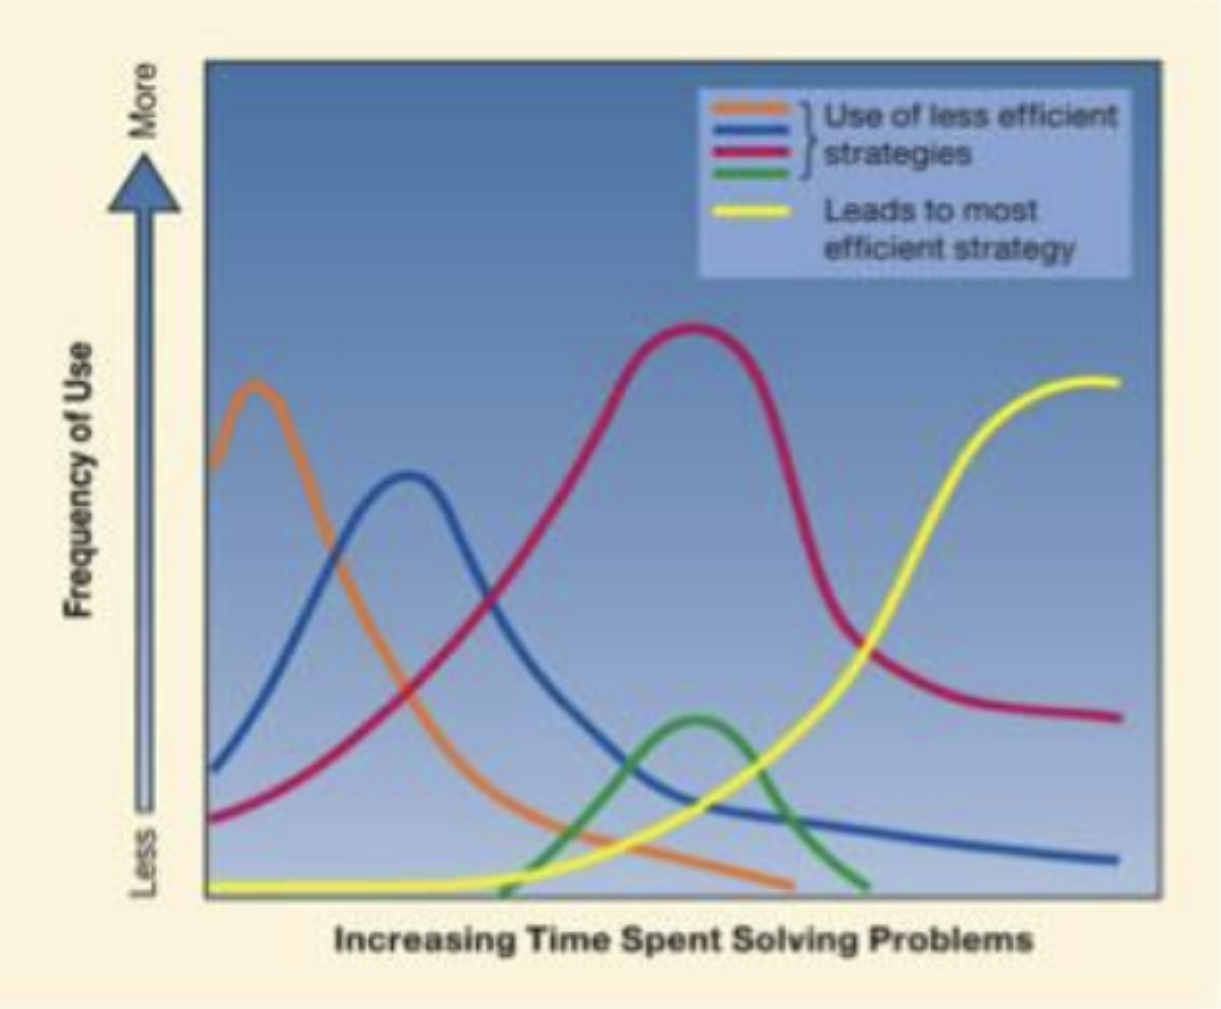 More
Use of less efficient
strategies
Leads to most
efficient strategy
Frequency of Use
Less
Increasing Time Spent Solving Problems